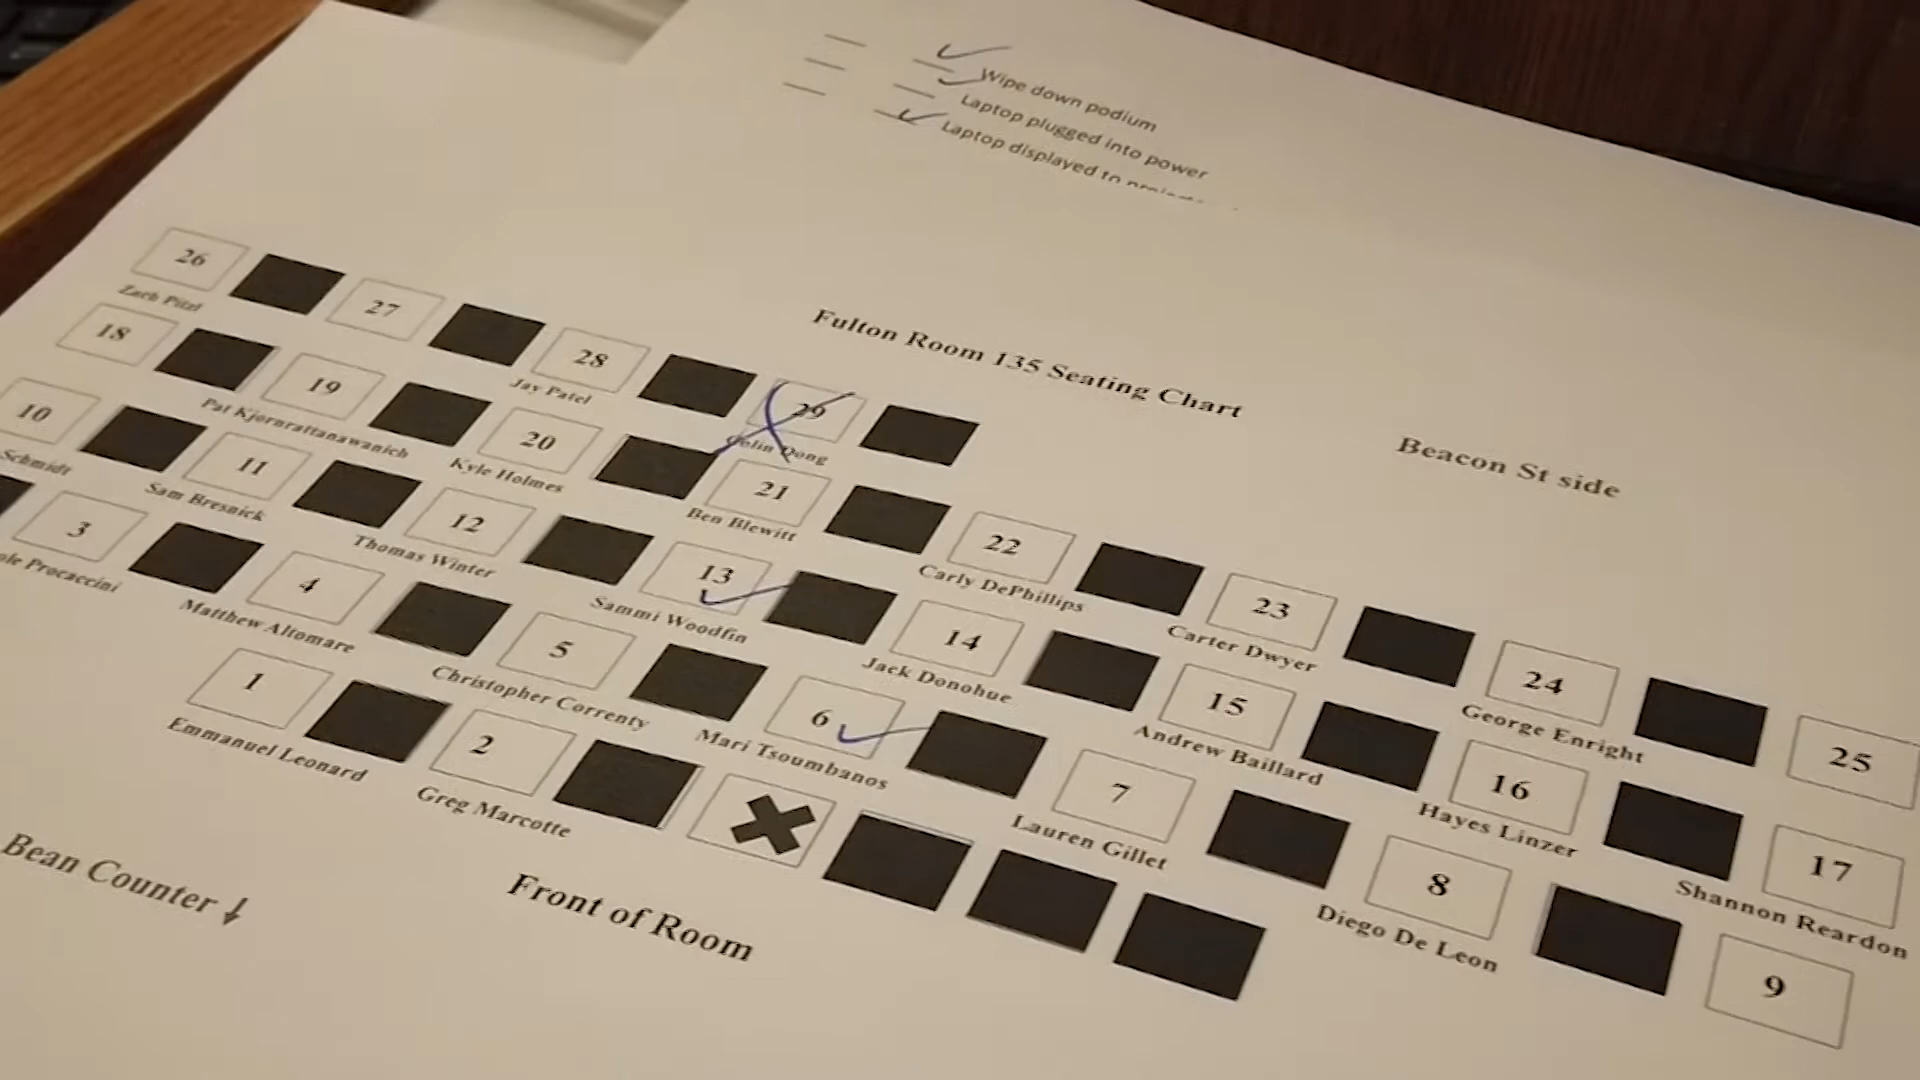 Wipe down podium
Laptop plugged into power
Laptop displayed to
Fulton Room 135 Seating Chart
Beacon St side
26 27 28 29
Zach Pitzl Jay Patel Colin Dong
18 19 20 21 22 23 24 25
Pat Kjornrattanawanich Kyle Holmes Ben Blewitt Carly DePhillips Carter Dwyer George Enright
10 11 12 13 14 15 16 17
Schmidt Sam Bresnick Thomas Winter Sammi Woodfin Jack Donohue Andrew Baillard Hayes Linzer Shannon Reardon
3 4 5 6 7 8 9
Procaccini Matthew Altomare Christopher Correnty Mari Tsoumbanos Lauren Gillet Diego De Leon
1 2
Emmanuel Leonard Greg Marcotte
Bean Counter ↓
Front of Room